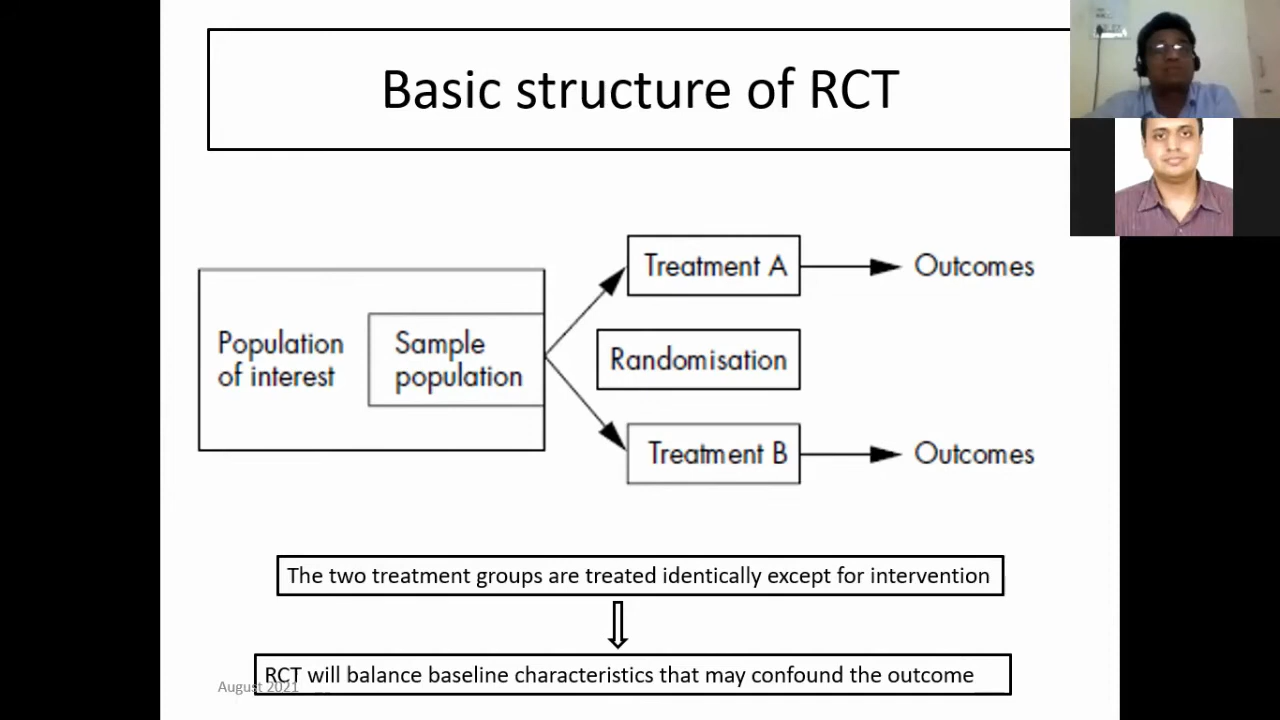 Basic structure of RCT
Treatment A
Outcomes
Population
of interest
Sample
population
Randomisation
Treatment B
Outcomes
The two treatment groups are treated identically except for intervention
RCT will balance baseline characteristics that may confound the outcome
August 2021